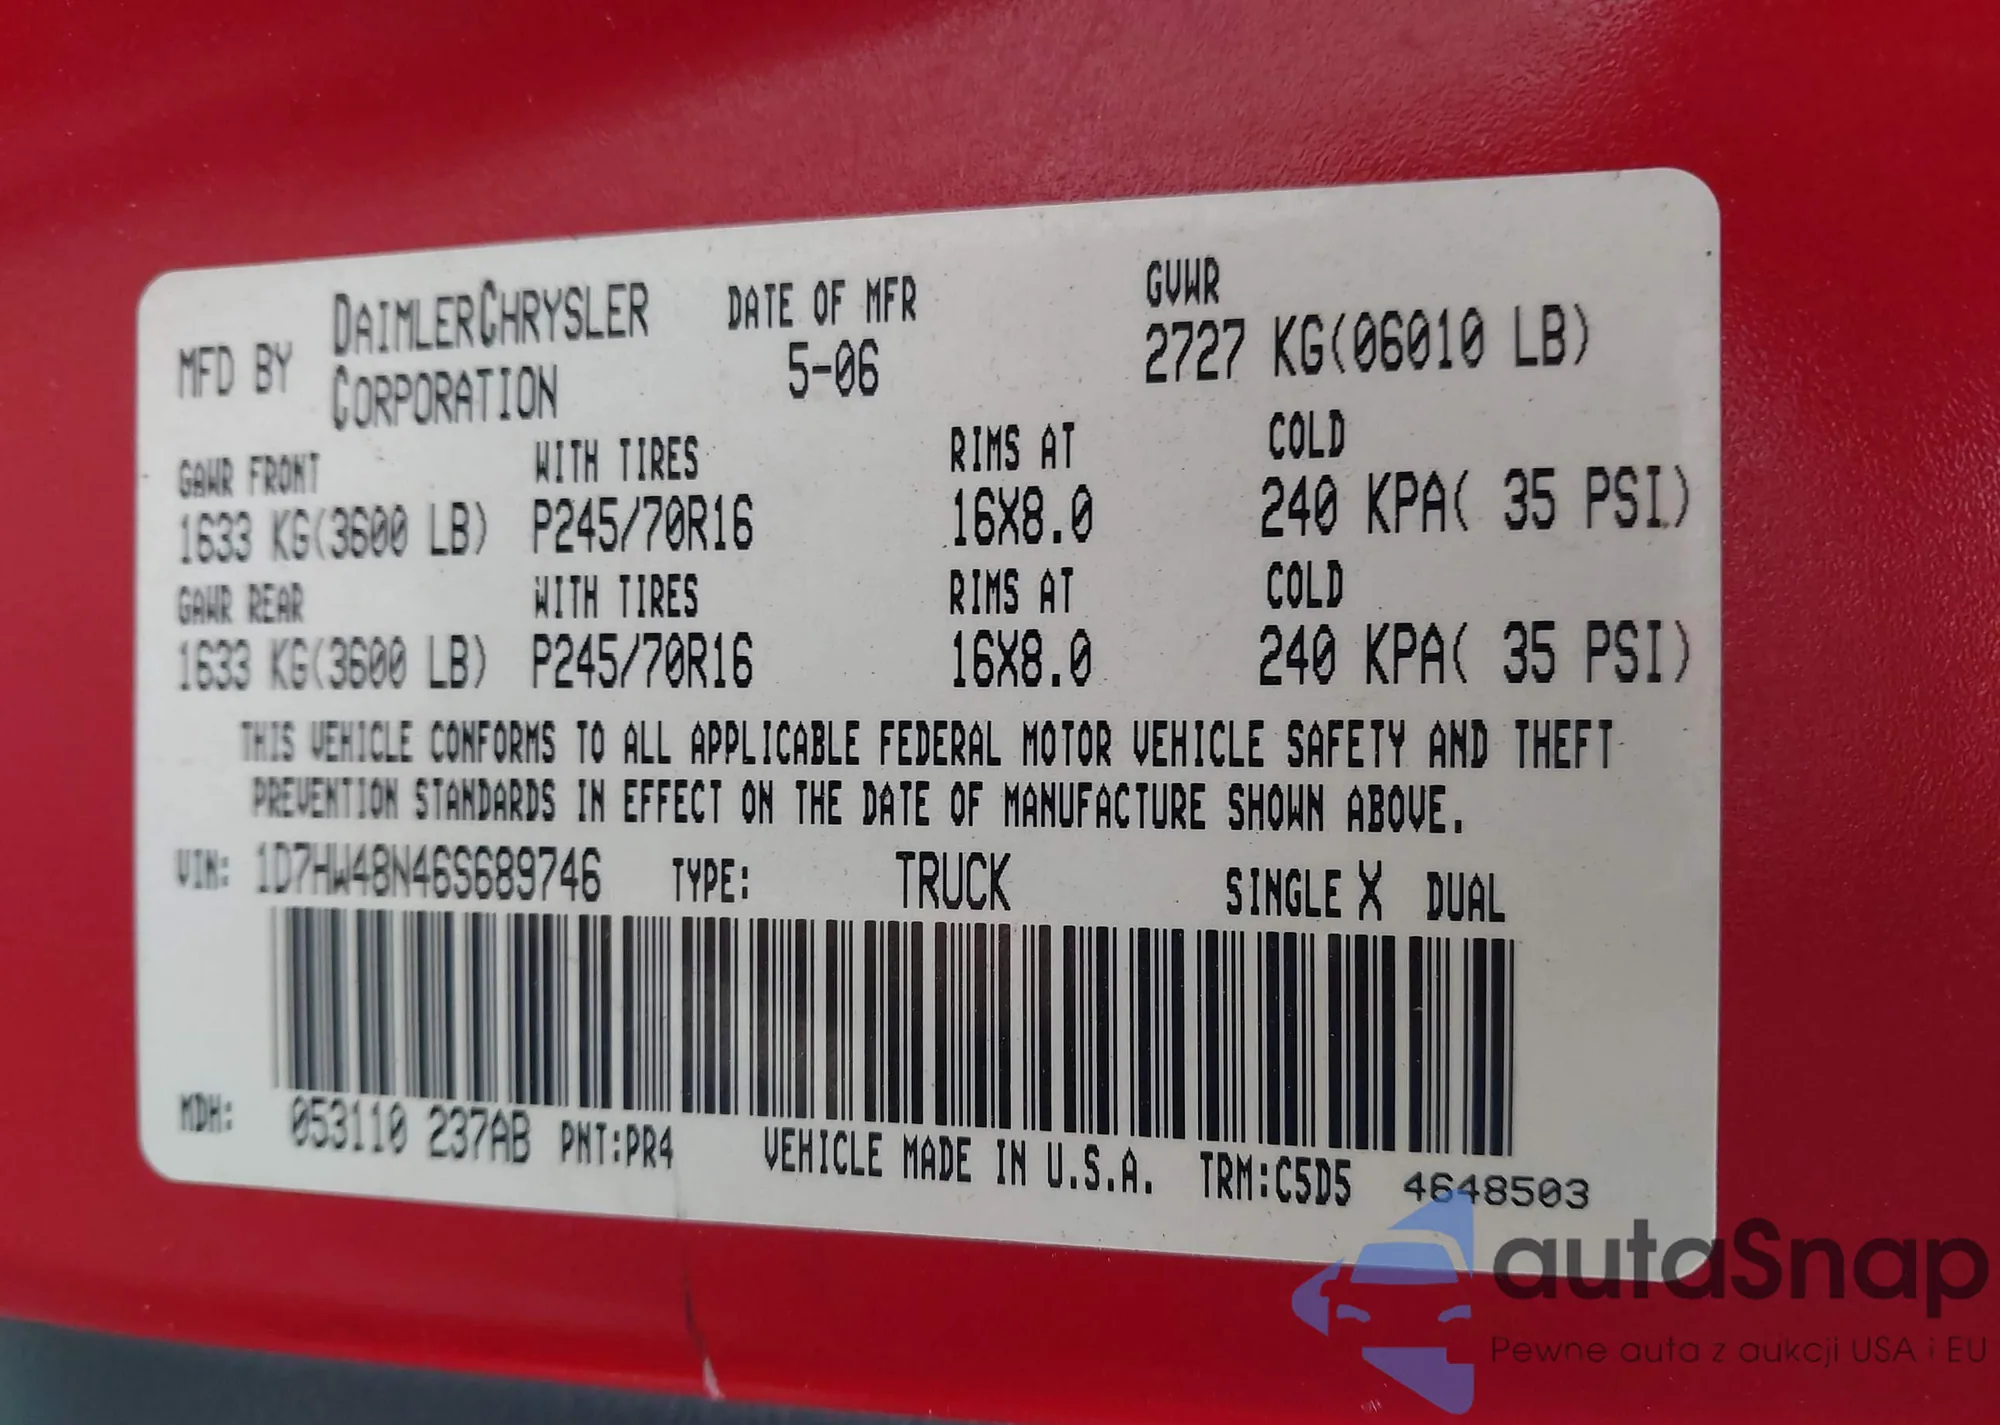 MFD BY DAIMLERCHRYSLER CORPORATION DATE OF MFR 5-06 GVWR 2727 KG(06010 LB)
GAWR FRONT WITH TIRES RIMS AT COLD
1633 KG(3600 LB) P245/70R16 16X8.0 240 KPA( 35 PSI)
GAWR REAR WITH TIRES RIMS AT COLD
1633 KG(3600 LB) P245/70R16 16X8.0 240 KPA( 35 PSI)
THIS VEHICLE CONFORMS TO ALL APPLICABLE FEDERAL MOTOR VEHICLE SAFETY AND THEFT
PREVENTION STANDARDS IN EFFECT ON THE DATE OF MANUFACTURE SHOWN ABOVE.
VIN: 1D7HW48N46S689746 TYPE: TRUCK SINGLE X DUAL
MDH: 053110 237AB PNT:PR4 VEHICLE MADE IN U.S.A. TRM:C5D5 4648503
autaSnap
Pewne auta z aukcji USA i EU